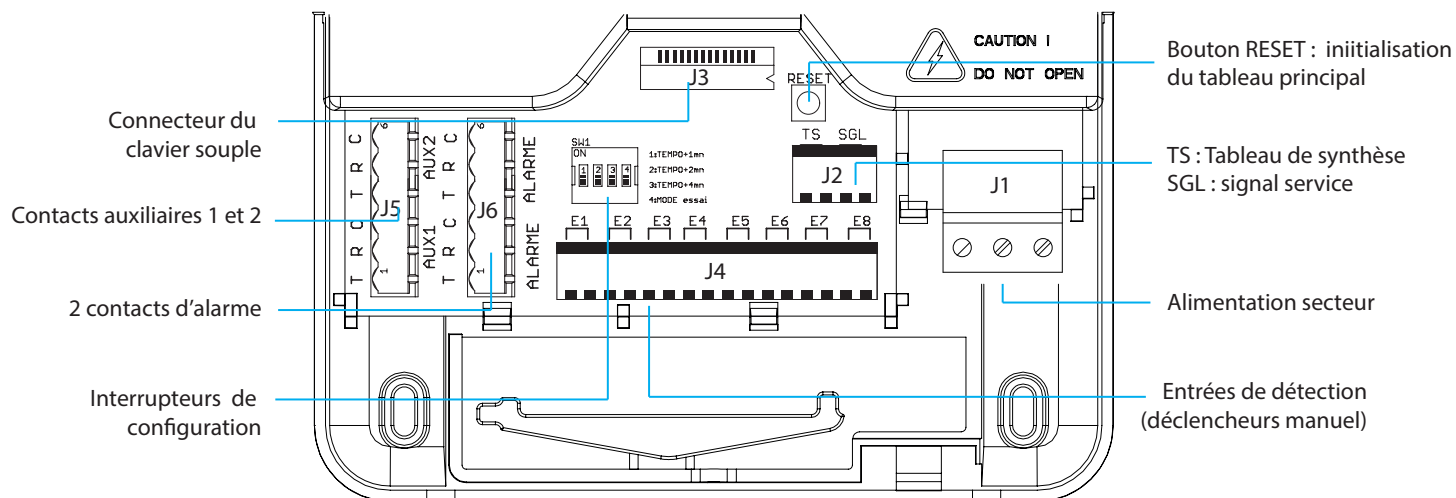 Connecteur du
clavier souple
Contacts auxiliaires 1 et 2
2 contacts d'alarme
Interrupteurs de
configuration
J3
RESET
CAUTION !
DO NOT OPEN
T R C T R C
1
6
J5
AUX1 AUX2
T R C T R C
1
6
J6
ALARME ALARME
SW1
ON
1 2 3 4
1:TEMPO+1mn
2:TEMPO+2mn
3:TEMPO+4mn
4:MODE essai
TS SGL
J2
E1 E2 E3 E4 E5 E6 E7 E8
J4
J1
Bouton RESET : iniitialisation
du tableau principal
TS : Tableau de synthèse
SGL : signal service
Alimentation secteur
Entrées de détection
(déclencheurs manuel)